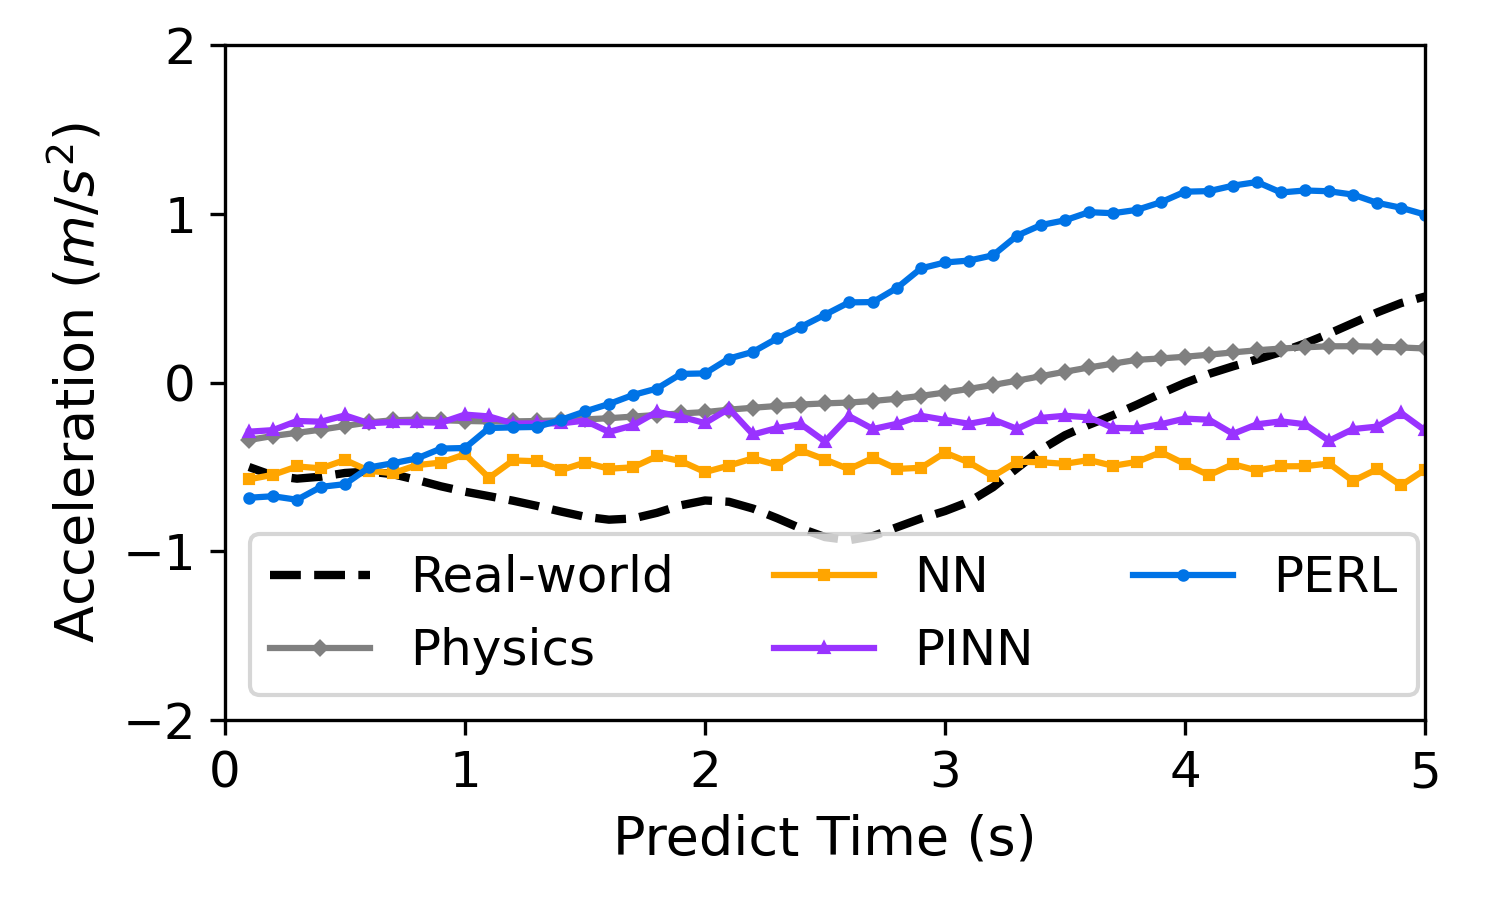 2
1
0
−1
−2
Acceleration (m/s²)
Real-world
NN
PERL
Physics
PINN
0 1 2 3 4 5
Predict Time (s)